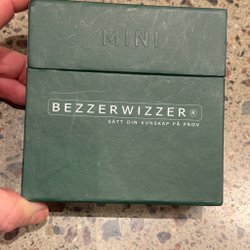 MINI
BEZZERWIZZER®
SÄTT DIN KUNSKAP PÅ PROV